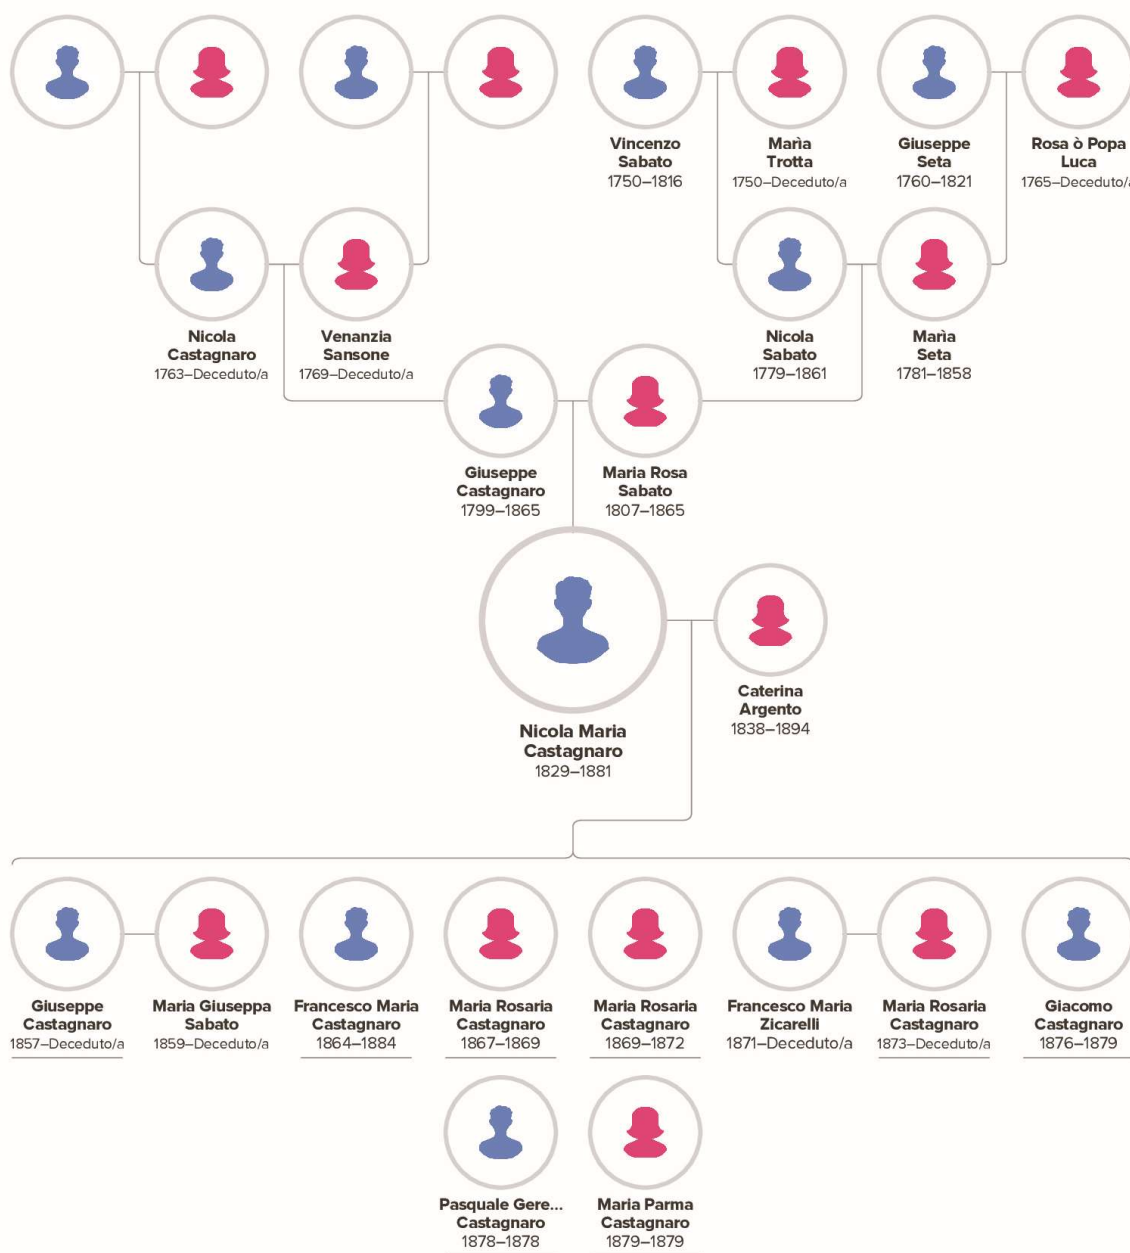 Vincenzo
Sabato
1750–1816
Marìa
Trotta
1750–Deceduto/a
Giuseppe
Seta
1760–1821
Rosa ò Popa
Luca
1765–Deceduto/a
Nicola
Castagnaro
1763–Deceduto/a
Venanzia
Sansone
1769–Deceduto/a
Nicola
Sabato
1779–1861
Marìa
Seta
1781–1858
Giuseppe
Castagnaro
1799–1865
Maria Rosa
Sabato
1807–1865
Nicola Maria
Castagnaro
1829–1881
Caterina
Argento
1838–1894
Giuseppe
Castagnaro
1857–Deceduto/a
Maria Giuseppa
Sabato
1859–Deceduto/a
Francesco Maria
Castagnaro
1864–1884
Maria Rosaria
Castagnaro
1867–1869
Maria Rosaria
Castagnaro
1869–1872
Francesco Maria
Zicarelli
1871–Deceduto/a
Maria Rosaria
Castagnaro
1873–Deceduto/a
Giacomo
Castagnaro
1876–1879
Pasquale Gere...
Castagnaro
1878–1878
Maria Parma
Castagnaro
1879–1879